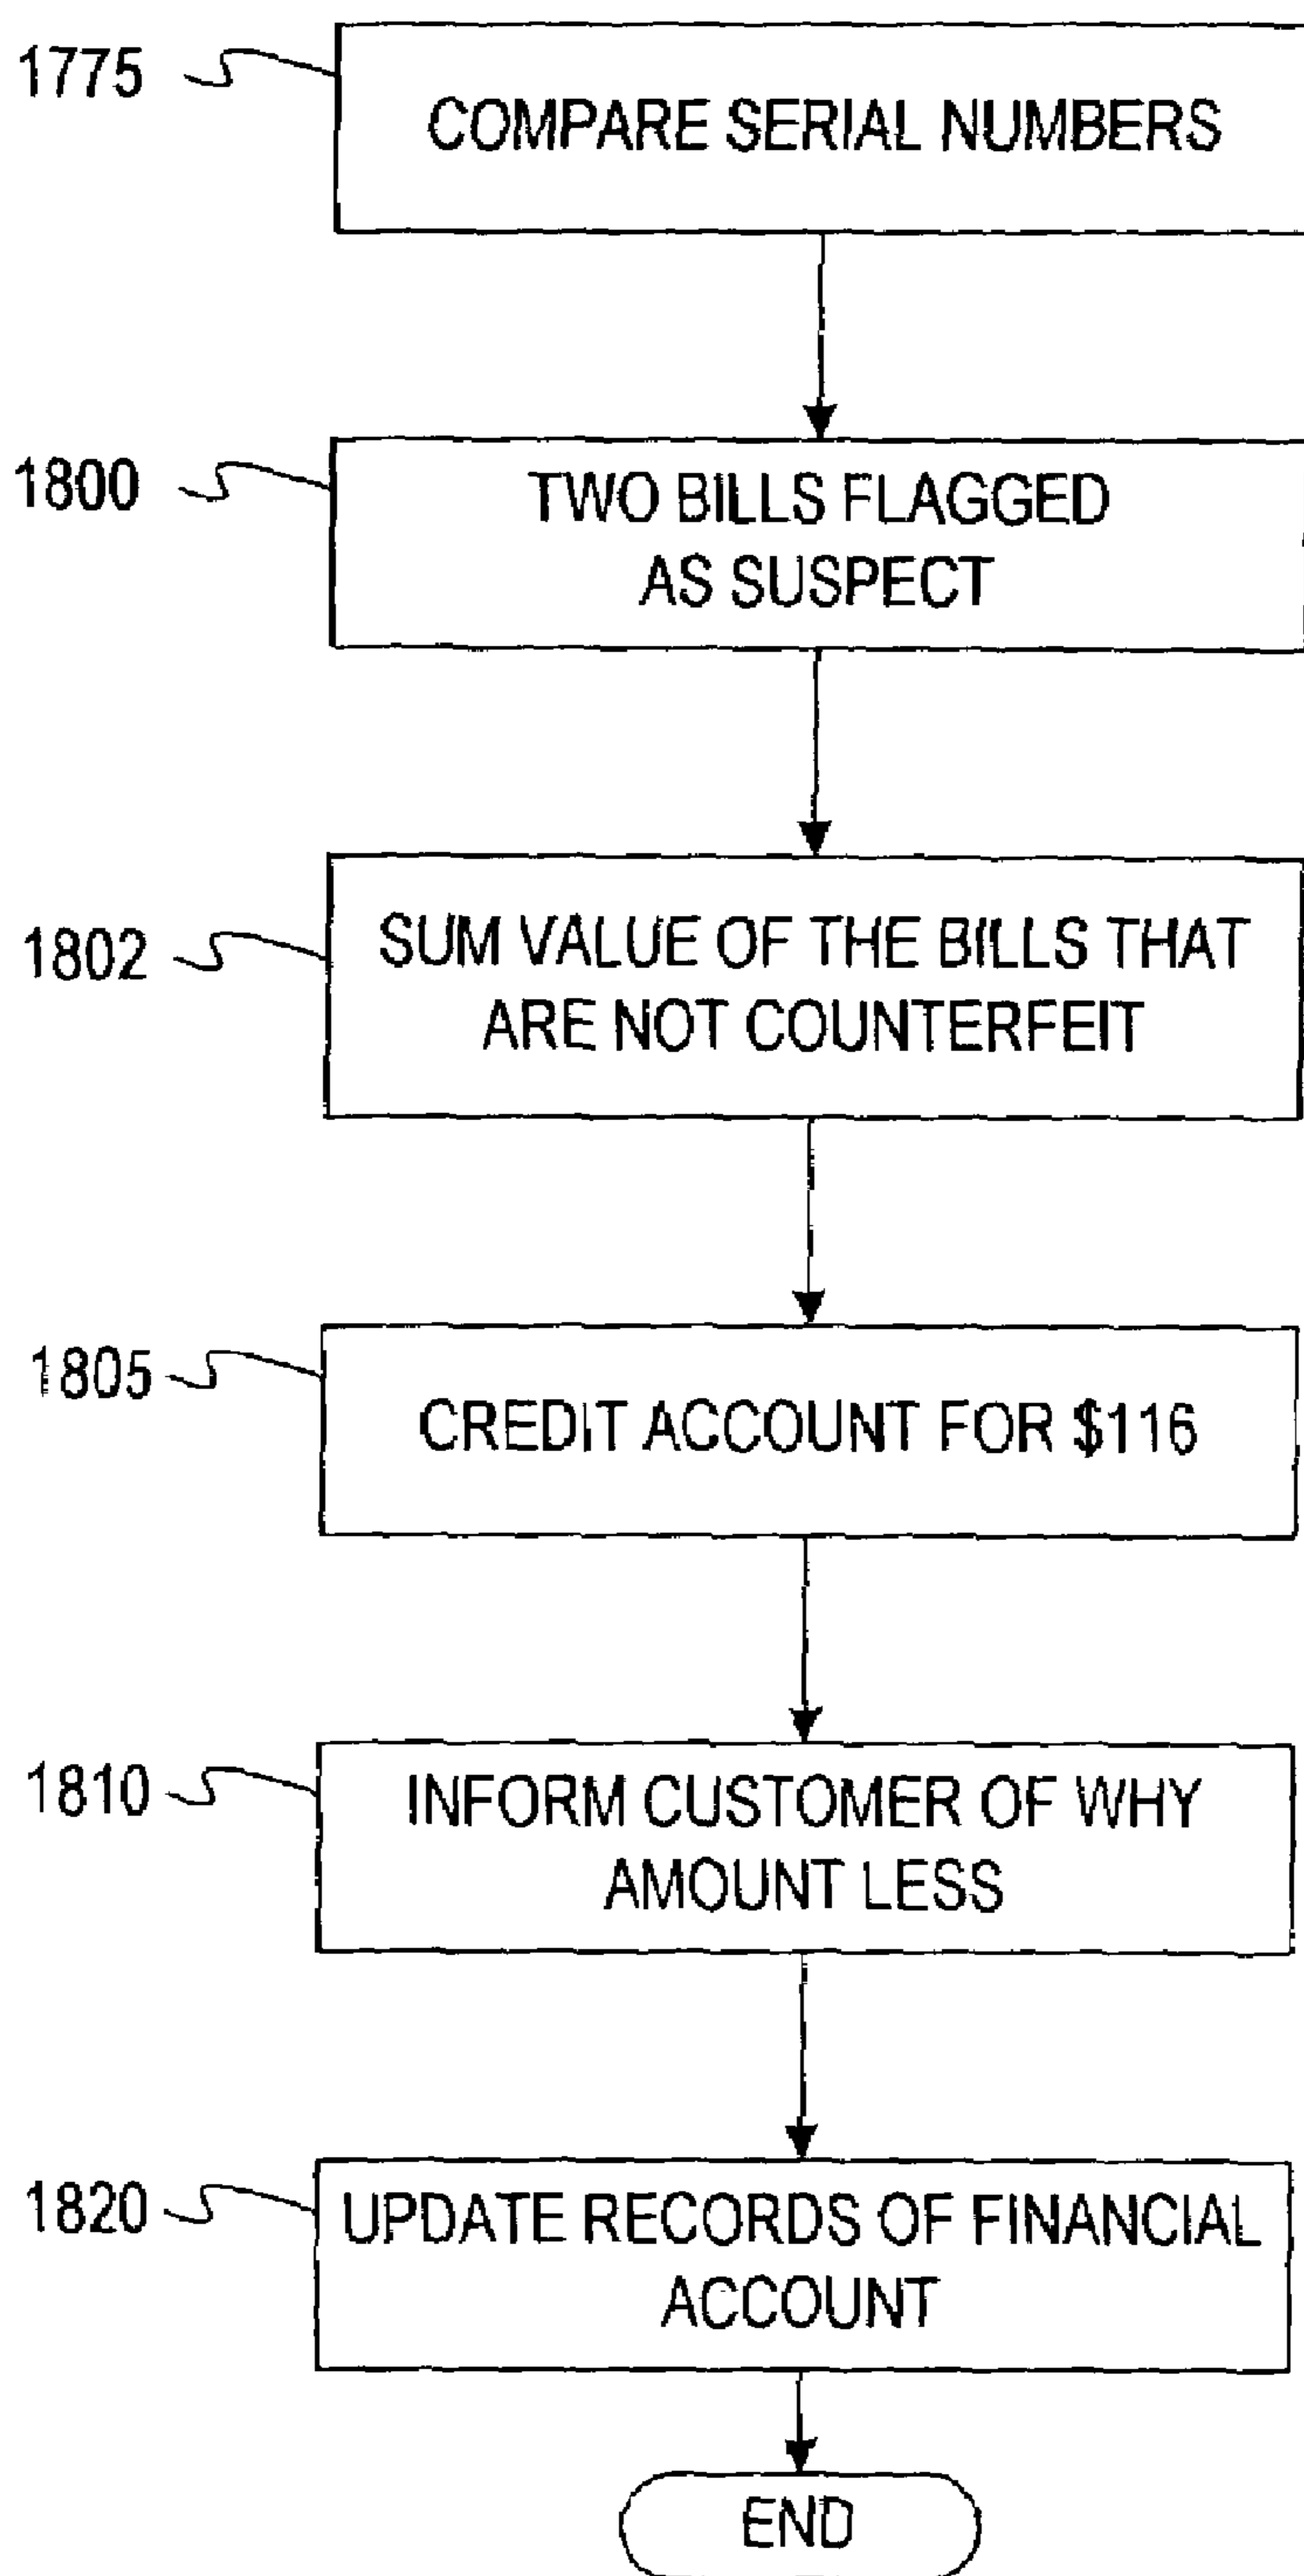 1775
COMPARE SERIAL NUMBERS
1800
TWO BILLS FLAGGED
AS SUSPECT
1802
SUM VALUE OF THE BILLS THAT
ARE NOT COUNTERFEIT
1805
CREDIT ACCOUNT FOR $116
1810
INFORM CUSTOMER OF WHY
AMOUNT LESS
1820
UPDATE RECORDS OF FINANCIAL
ACCOUNT
END